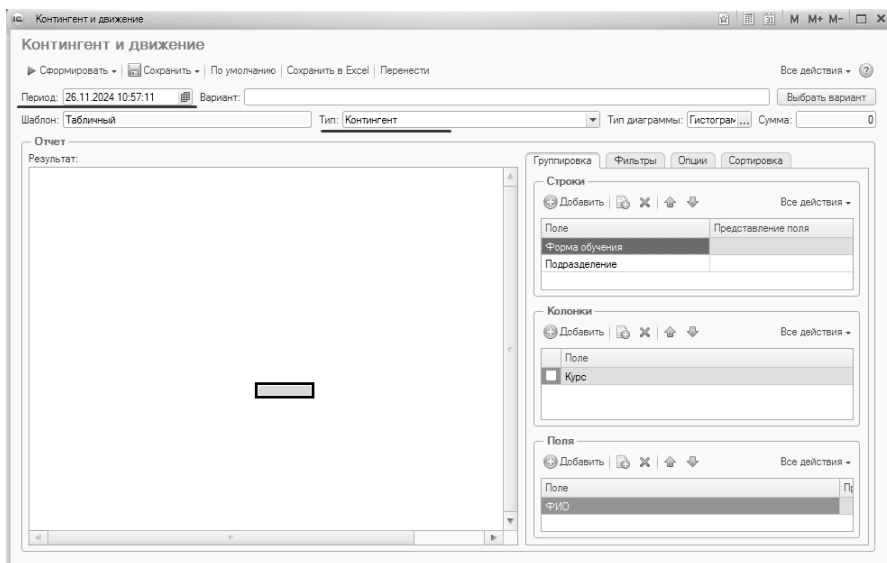 Контингент и движение
M M+ M-
Контингент и движение
Сформировать Сохранить По умолчанию Сохранить в Excel Перенести Все действия ?
Период: 26.11.2024 10:57:11 Вариант: Выбрать вариант
Шаблон: Табличный Тип: Контингент Тип диаграммы: Гистограм ... Сумма: 0
Отчет
Результат:
Группировка Фильтры Опции Сортировка
Строки
Добавить Все действия
Поле Представление поля
Форма обучения
Подразделение
Колонки
Добавить Все действия
Поле
Курс
Поля
Добавить Все действия
Поле Пр
ФИО